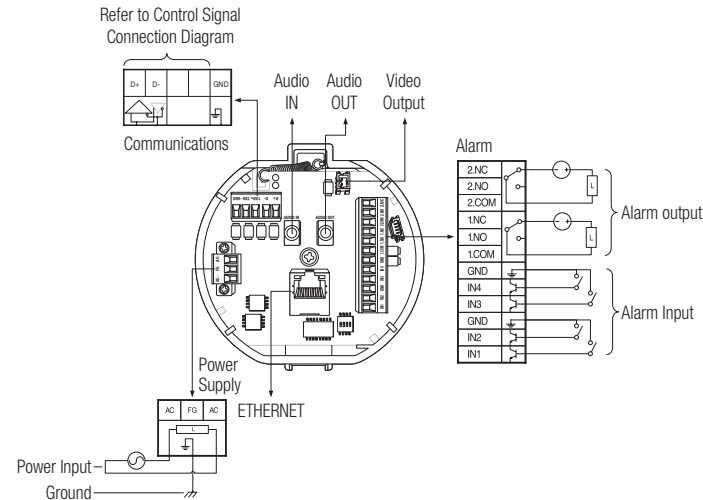 Refer to Control Signal
Connection Diagram
D+ D- GND
Communications
Audio
IN
Audio
OUT
Video
Output
AUDIO IN
AUDIO OUT
Alarm
2.NC
2.NO
2.COM
1.NC
1.NO
1.COM
GND
IN4
IN3
GND
IN2
IN1
L
L
Alarm output
Alarm Input
Power
Supply
ETHERNET
AC FG AC
L
Power Input
Ground